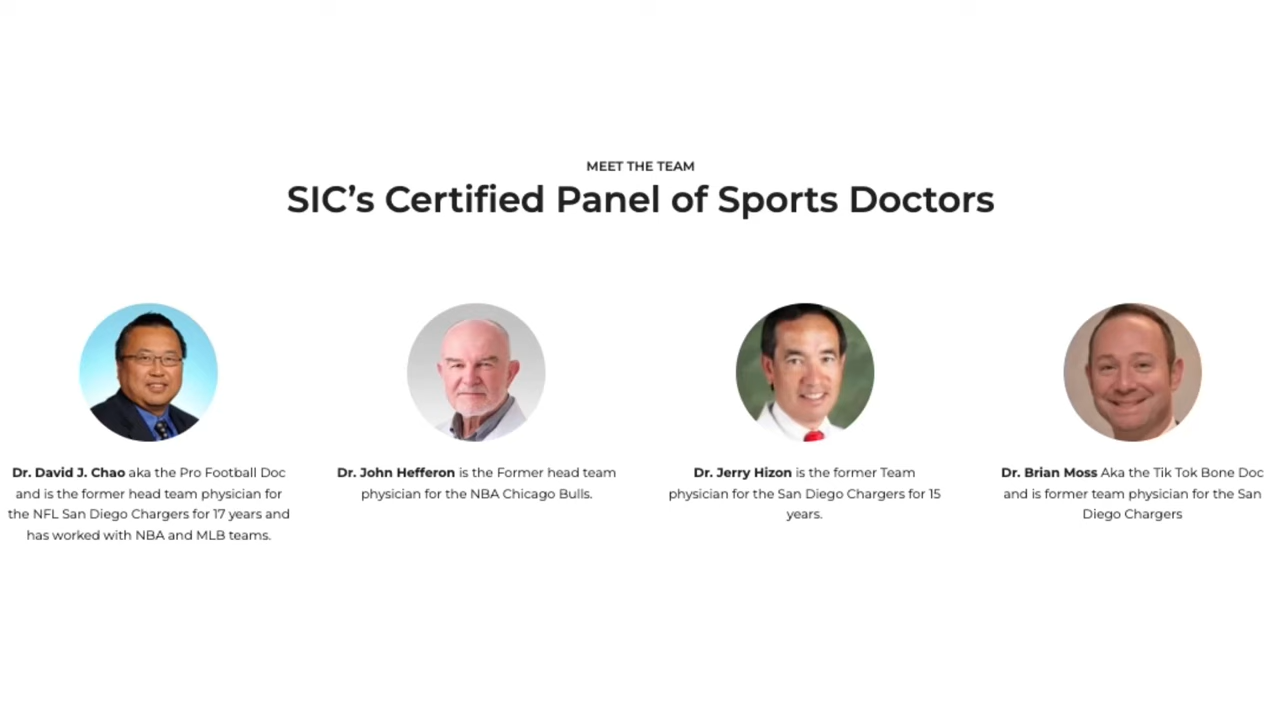 MEET THE TEAM
SIC’s Certified Panel of Sports Doctors
Dr. David J. Chao aka the Pro Football Doc
and is the former head team physician for
the NFL San Diego Chargers for 17 years and
has worked with NBA and MLB teams.
Dr. John Hefferon is the Former head team
physician for the NBA Chicago Bulls.
Dr. Jerry Hizon is the former Team
physician for the San Diego Chargers for 15
years.
Dr. Brian Moss Aka the Tik Tok Bone Doc
and is former team physician for the San
Diego Chargers